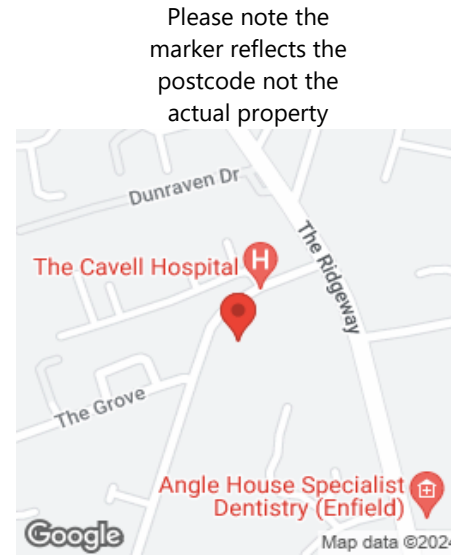 Please note the
marker reflects the
postcode not the
actual property
Dunraven Dr
The Ridgeway
The Cavell Hospital
H
The Grove
Angle House Specialist
Dentistry (Enfield)
Google
Map data ©2024